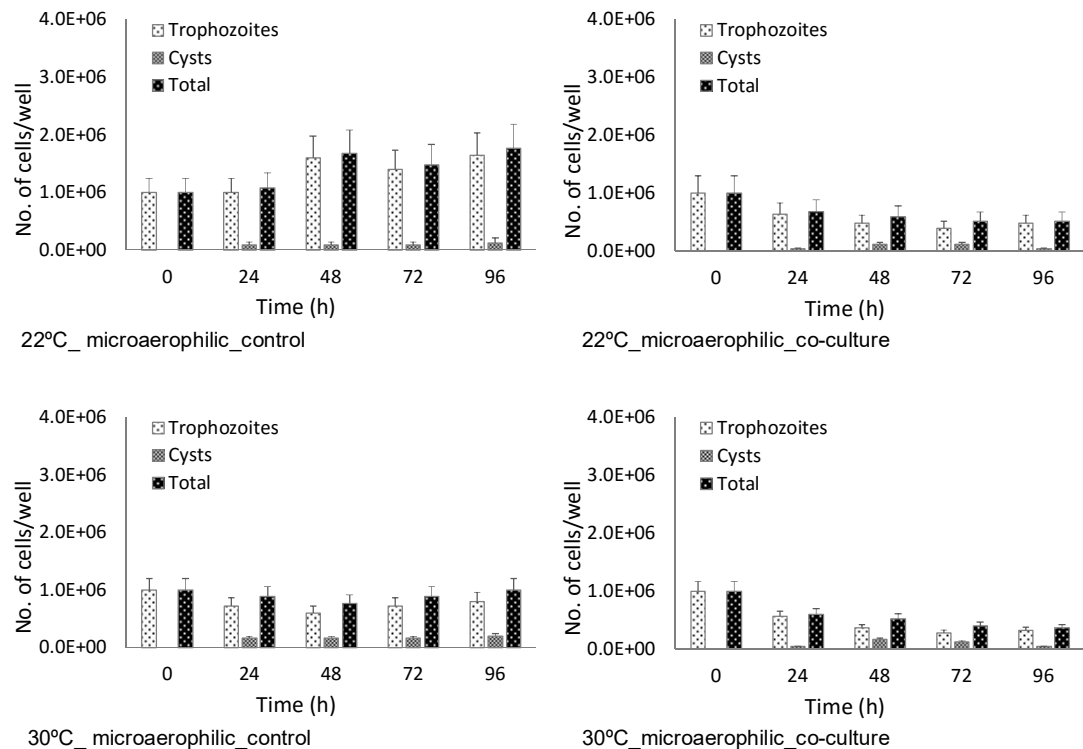 4.0E+06
3.0E+06
2.0E+06
1.0E+06
0.0E+00
No. of cells/well
Trophozoites
Cysts
Total
0 24 48 72 96
Time (h)
22ºC_ microaerophilic_control
4.0E+06
3.0E+06
2.0E+06
1.0E+06
0.0E+00
No. of cells/well
Trophozoites
Cysts
Total
0 24 48 72 96
Time (h)
22ºC_microaerophilic_co-culture
4.0E+06
3.0E+06
2.0E+06
1.0E+06
0.0E+00
No. of cells/well
Trophozoites
Cysts
Total
0 24 48 72 96
Time (h)
30ºC_ microaerophilic_control
4.0E+06
3.0E+06
2.0E+06
1.0E+06
0.0E+00
No. of cells/well
Trophozoites
Cysts
Total
0 24 48 72 96
Time (h)
30ºC_microaerophilic_co-culture